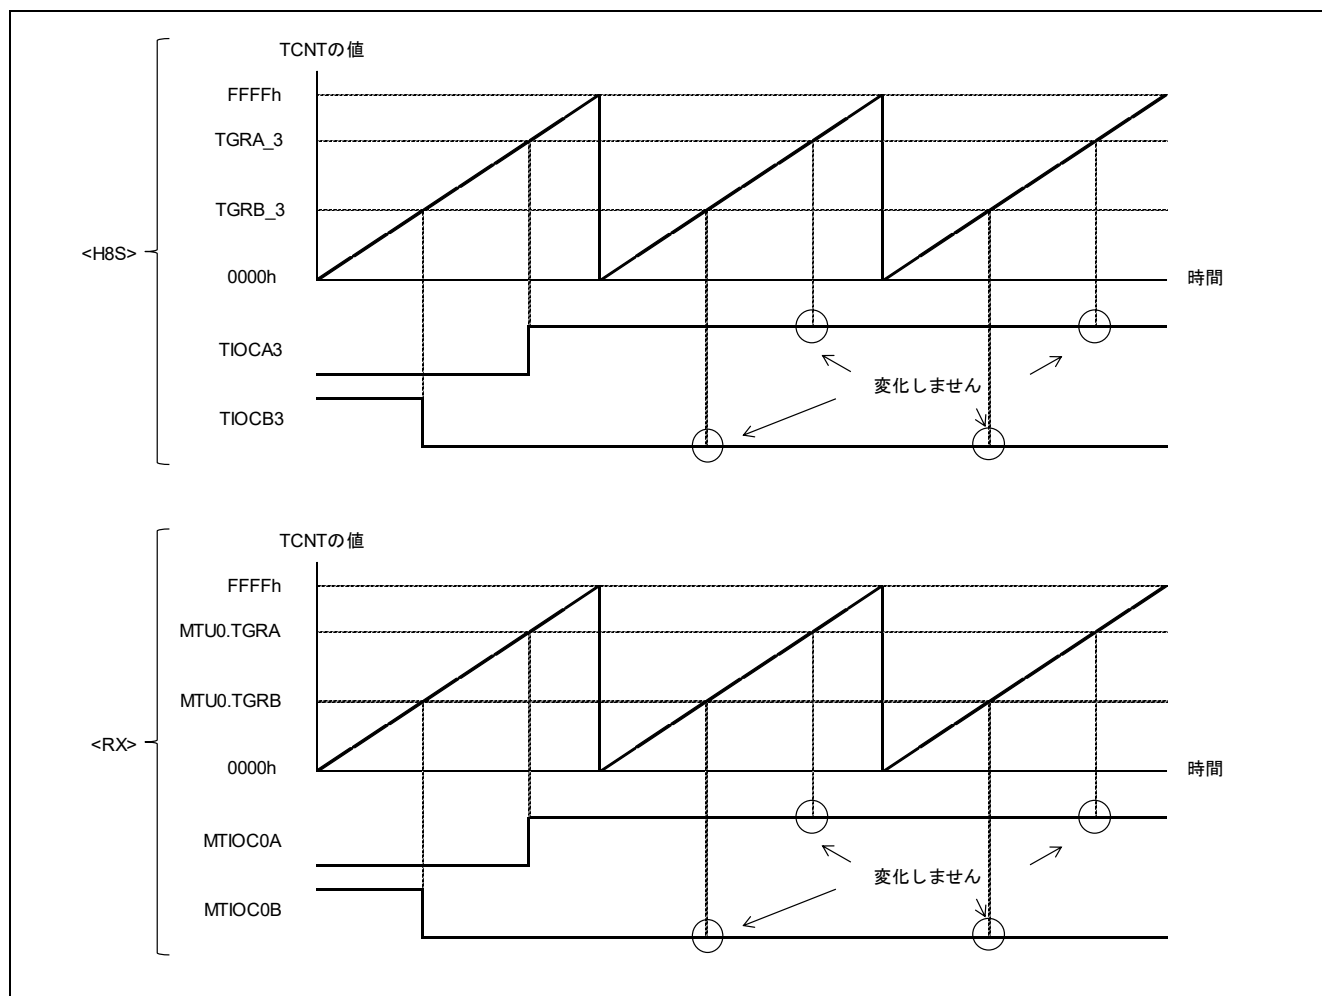 TCNTの値
FFFFh
TGRA_3
TGRB_3
<H8S>
0000h
時間
TIOCA3
変化しません
TIOCB3
TCNTの値
FFFFh
MTU0.TGRA
MTU0.TGRB
<RX>
0000h
時間
MTIOC0A
変化しません
MTIOC0B